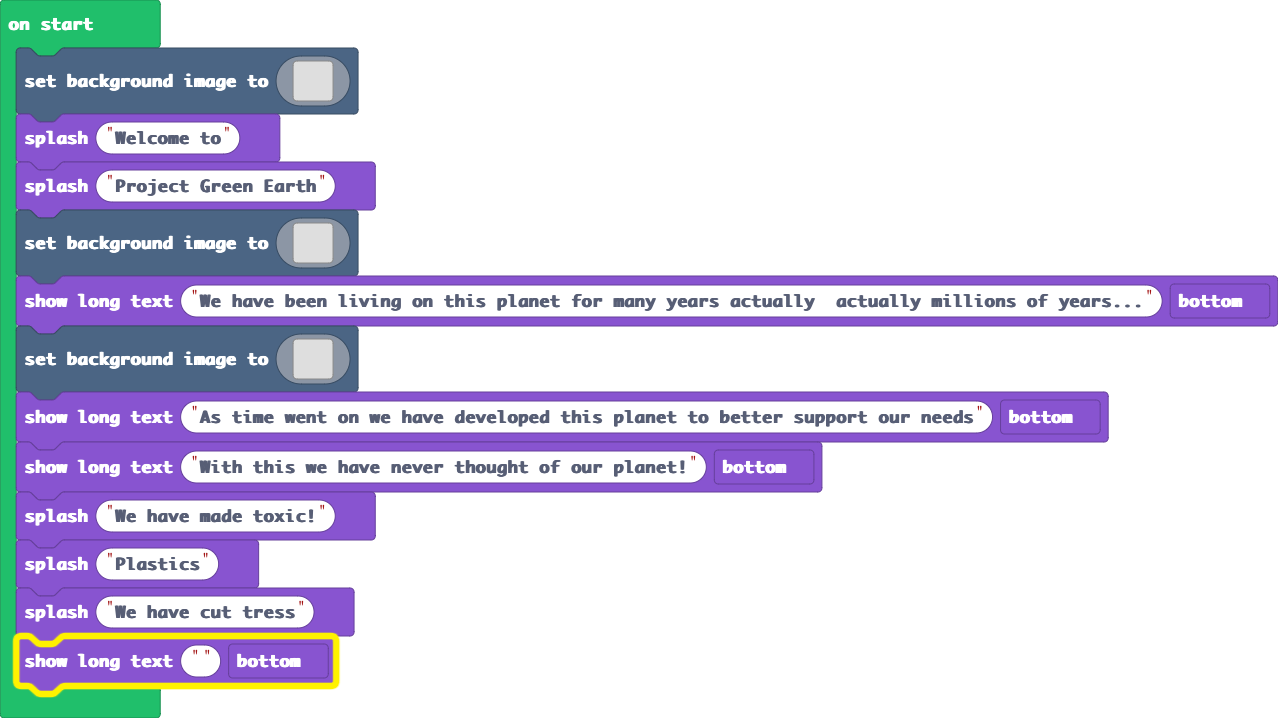 on start
set background image to
splash "Welcome to"
splash "Project Green Earth"
set background image to
show long text "We have been living on this planet for many years actually  actually millions of years..." bottom
set background image to
show long text "As time went on we have developed this planet to better support our needs" bottom
show long text "With this we have never thought of our planet!" bottom
splash "We have made toxic!"
splash "Plastics"
splash "We have cut tress"
show long text " " bottom